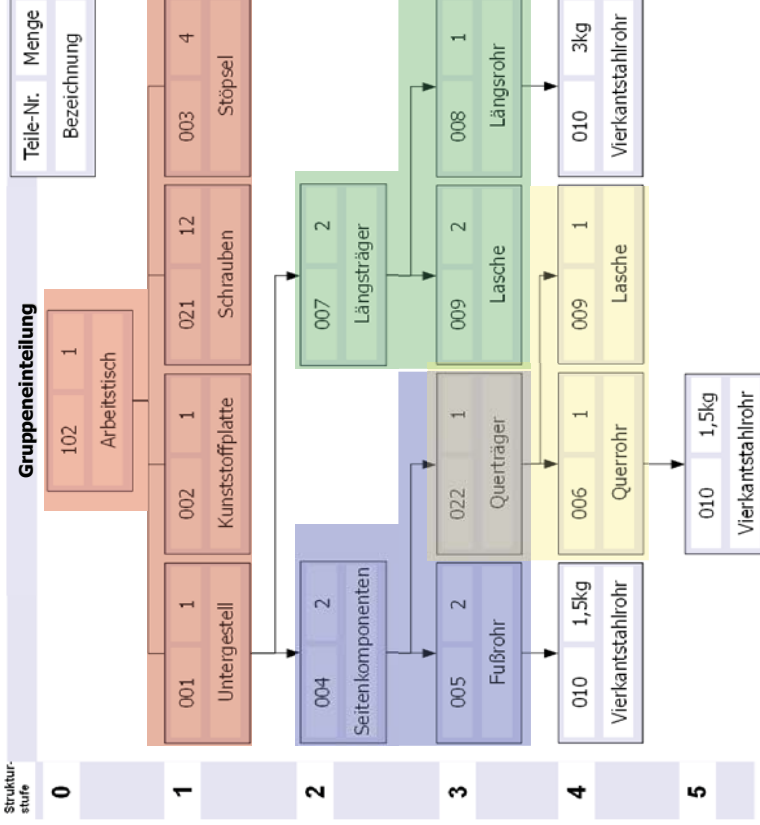 Gruppeneinteilung
Teile-Nr. Menge
Bezeichnung
Struktur-
stufe
0
102 1
Arbeitstisch
1
001 1
Untergestell
002 1
Kunststoffplatte
021 12
Schrauben
003 4
Stöpsel
2
004 2
Seitenkomponenten
007 2
Längsträger
3
005 2
Fußrohr
022 1
Querträger
009 2
Lasche
008 1
Längsrohr
4
010 1,5kg
Vierkantstahlrohr
006 1
Querrohr
009 1
Lasche
010 3kg
Vierkantstahlrohr
5
010 1,5kg
Vierkantstahlrohr